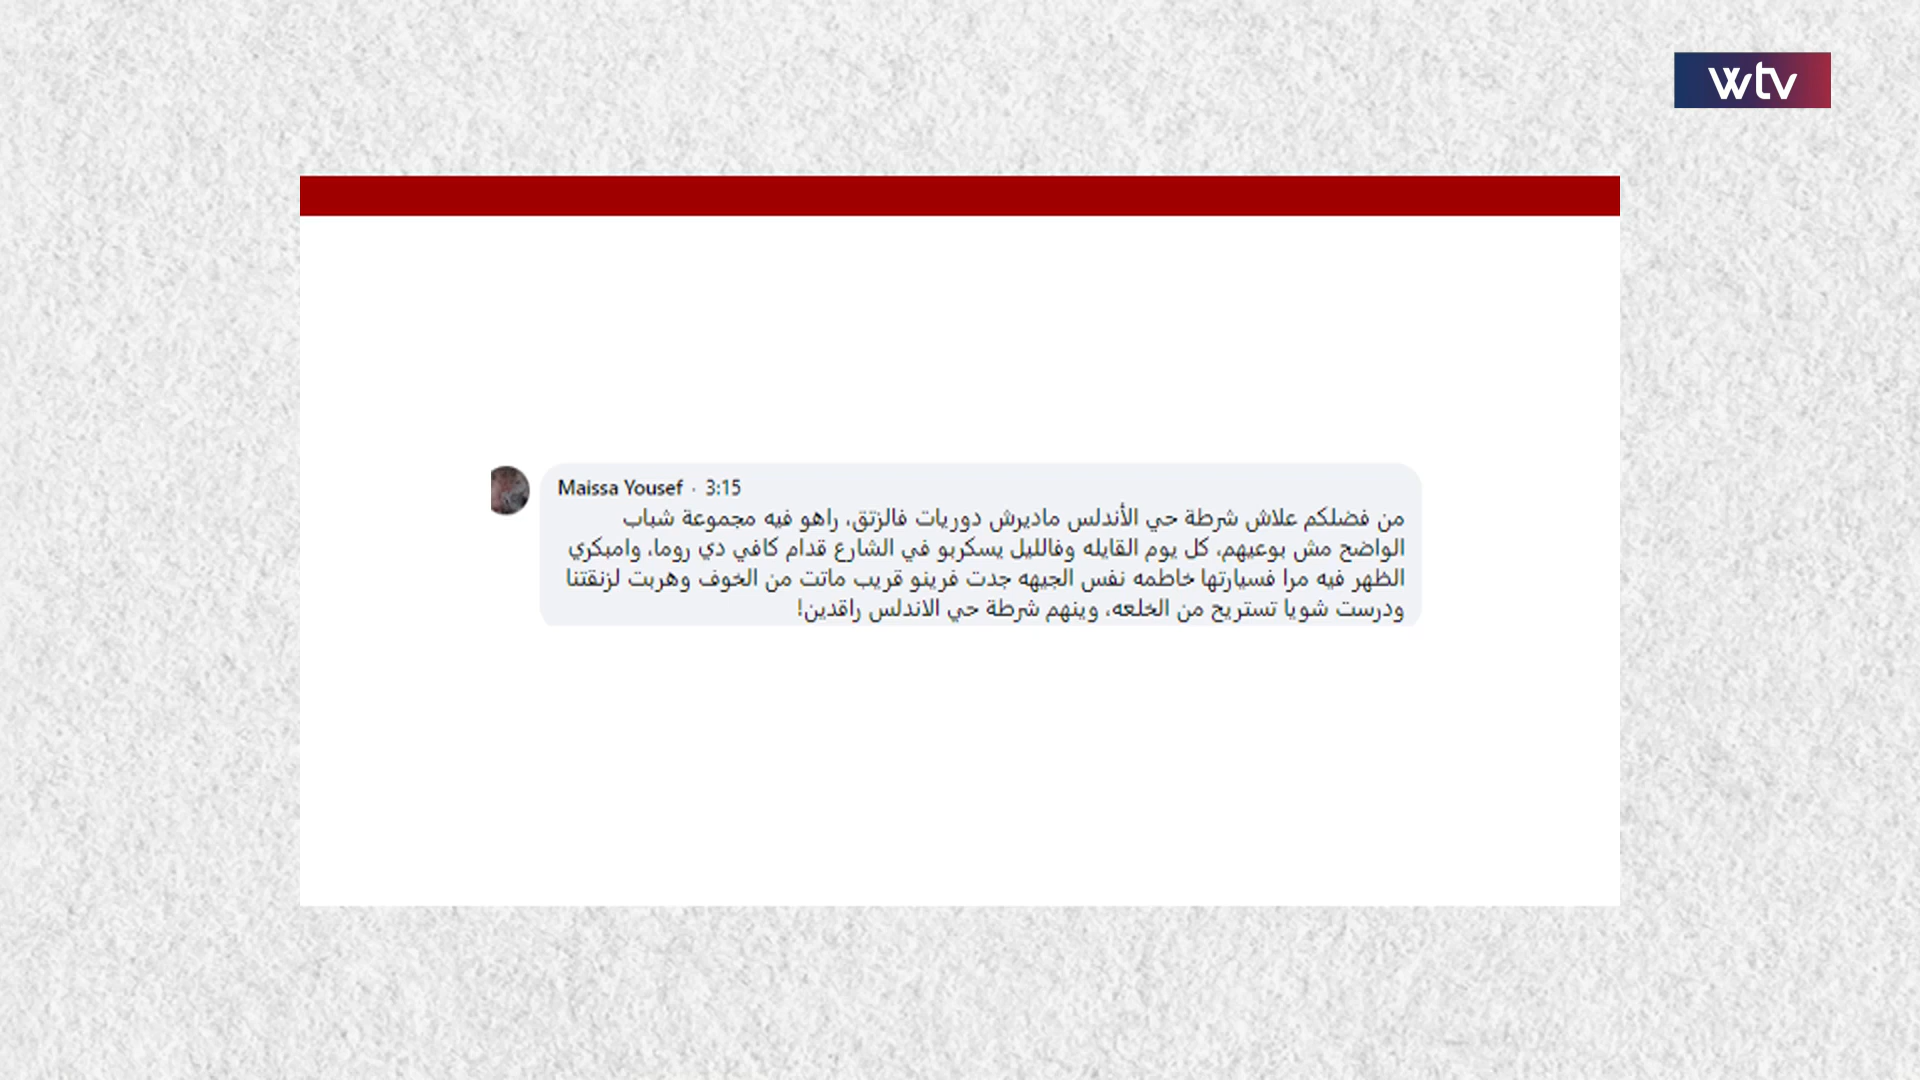 wtv
Maissa Yousef · 3:15
من فضلكم علاش شرطة حي الأندلس ماديرش دوريات فالزتق، راهو فيه مجموعة شباب
الواضح مش بوعيهم، كل يوم القايله وفالليل يسكربو في الشارع قدام كافي دي روما، وامبكري
الظهر فيه مرا فسيارتها خاطمه نفس الجيهه جدت فرينو قريب ماتت من الخوف وهربت لزنقتنا
ودرست شويا تستريح من الخلعه، وينهم شرطة حي الاندلس راقدين!